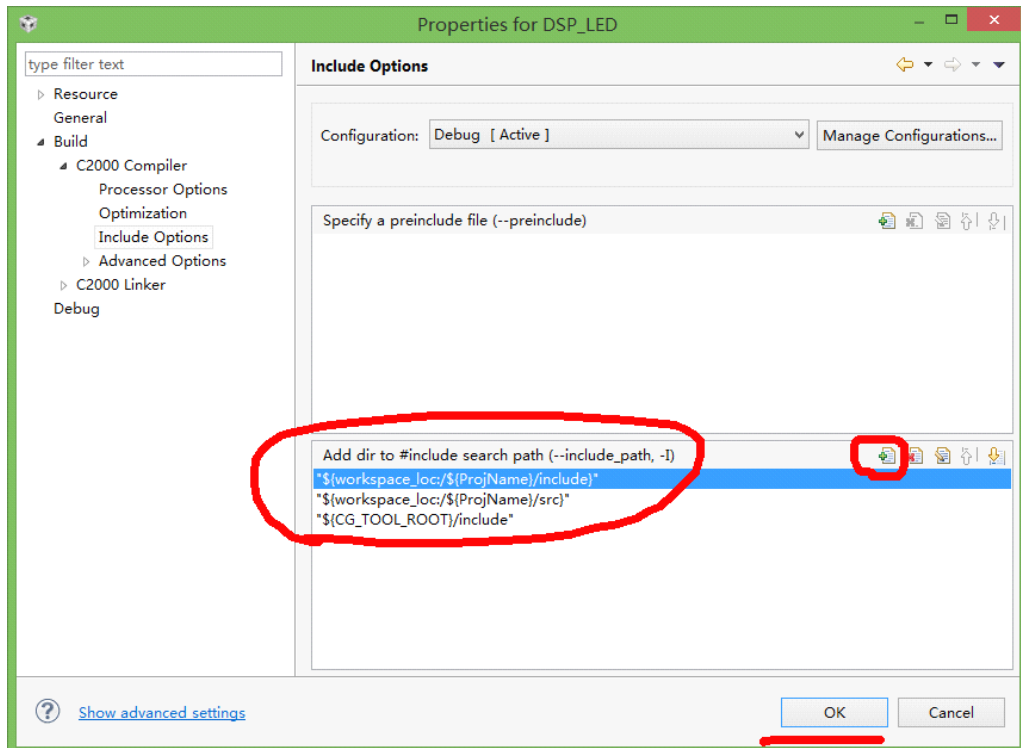 Properties for DSP_LED
type filter text
Resource
General
Build
C2000 Compiler
Processor Options
Optimization
Include Options
Advanced Options
C2000 Linker
Debug
Include Options
Configuration:
Debug [ Active ]
Manage Configurations...
Specify a preinclude file (--preinclude)
Add dir to #include search path (--include_path, -I)
"${workspace_loc:/${ProjName}/include}"
"${workspace_loc:/${ProjName}/src}"
"${CG_TOOL_ROOT}/include"
Show advanced settings
OK
Cancel